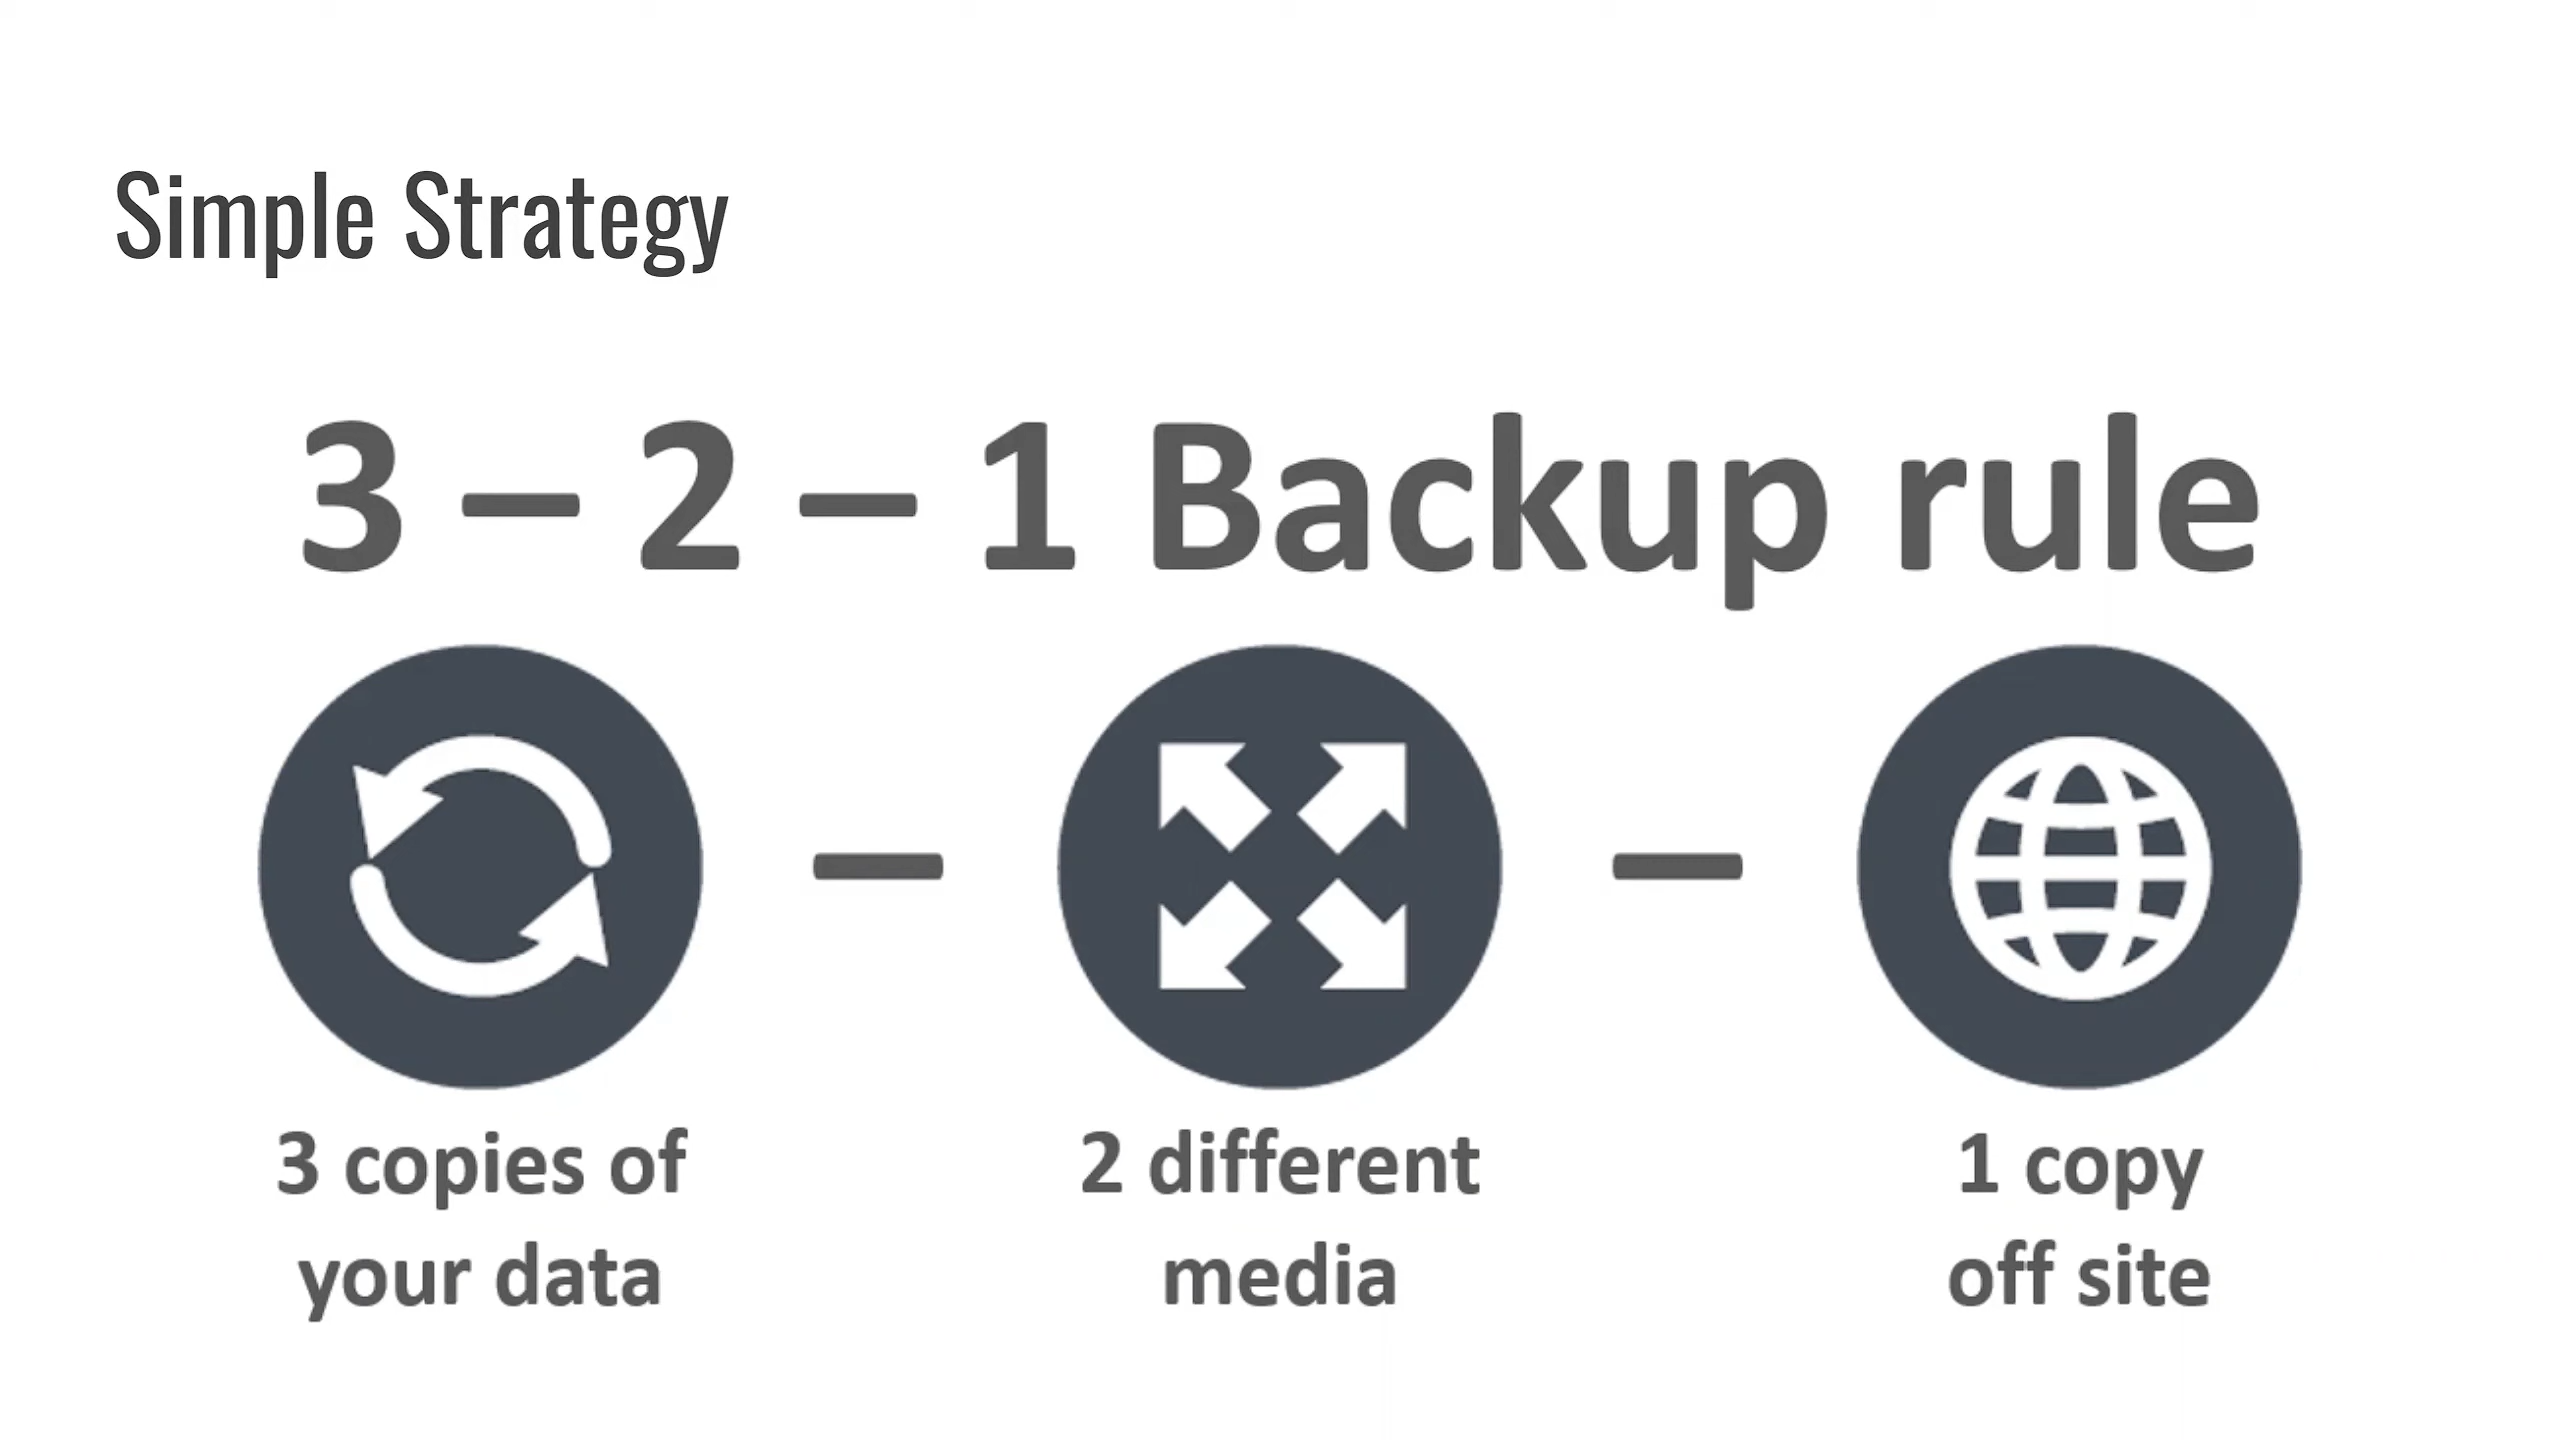 Simple Strategy
3 – 2 – 1 Backup rule
3 copies of
your data
–
2 different
media
–
1 copy
off site